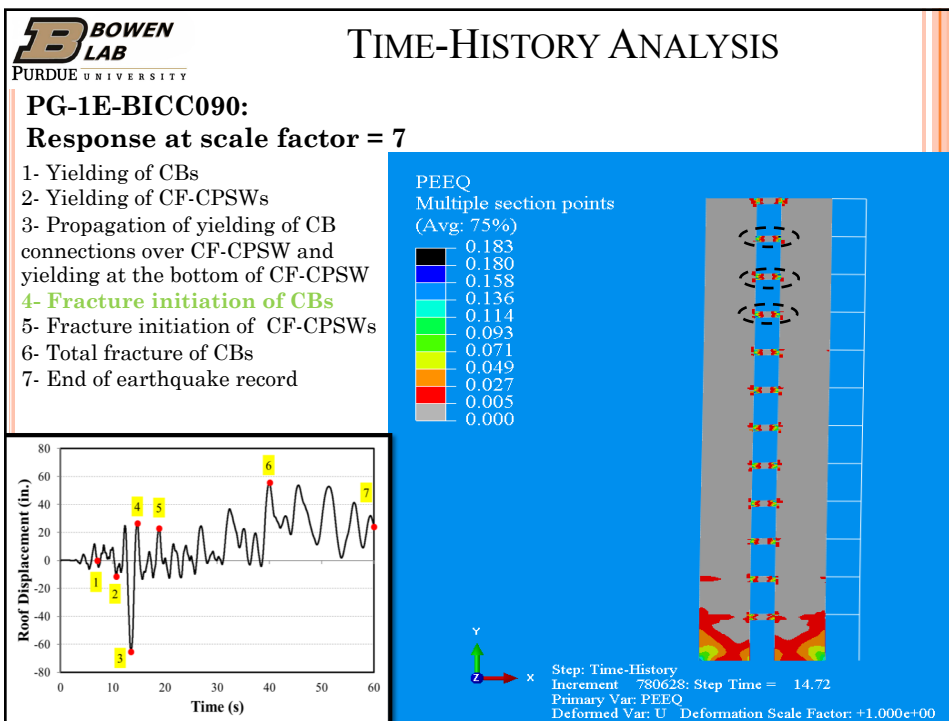 BOWEN
LAB
PURDUE UNIVERSITY
TIME-HISTORY ANALYSIS
PG-1E-BICC090:
Response at scale factor = 7
1- Yielding of CBs
2- Yielding of CF-CPSWs
3- Propagation of yielding of CB
connections over CF-CPSW and
yielding at the bottom of CF-CPSW
4- Fracture initiation of CBs
5- Fracture initiation of CF-CPSWs
6- Total fracture of CBs
7- End of earthquake record
PEEQ
Multiple section points
(Avg: 75%)
0.183
0.180
0.158
0.136
0.114
0.093
0.071
0.049
0.027
0.005
0.000
Y
Z
X
Step: Time-History
Increment 780628: Step Time = 14.72
Primary Var: PEEQ
Deformed Var: U Deformation Scale Factor: +1.000e+00
Roof Displacement (in.)
80
60
40
20
0
-20
-40
-60
-80
1
2
3
4
5
6
7
0 10 20 30 40 50 60
Time (s)